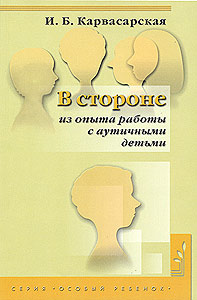 И. Б. Карвасарская
В стороне
из опыта работы
с аутичными
детьми
СЕРИЯ «ОСОБЫЙ РЕБЕНОК»